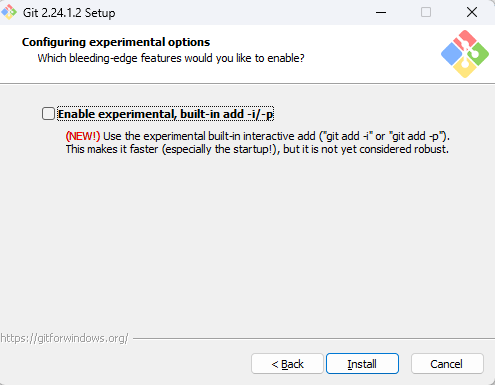 Git 2.24.1.2 Setup
Configuring experimental options
Which bleeding-edge features would you like to enable?
Enable experimental, built-in add -i/-p
(NEW!) Use the experimental built-in interactive add ("git add -i" or "git add -p").
This makes it faster (especially the startup!), but it is not yet considered robust.
https://gitforwindows.org/
< Back
Install
Cancel